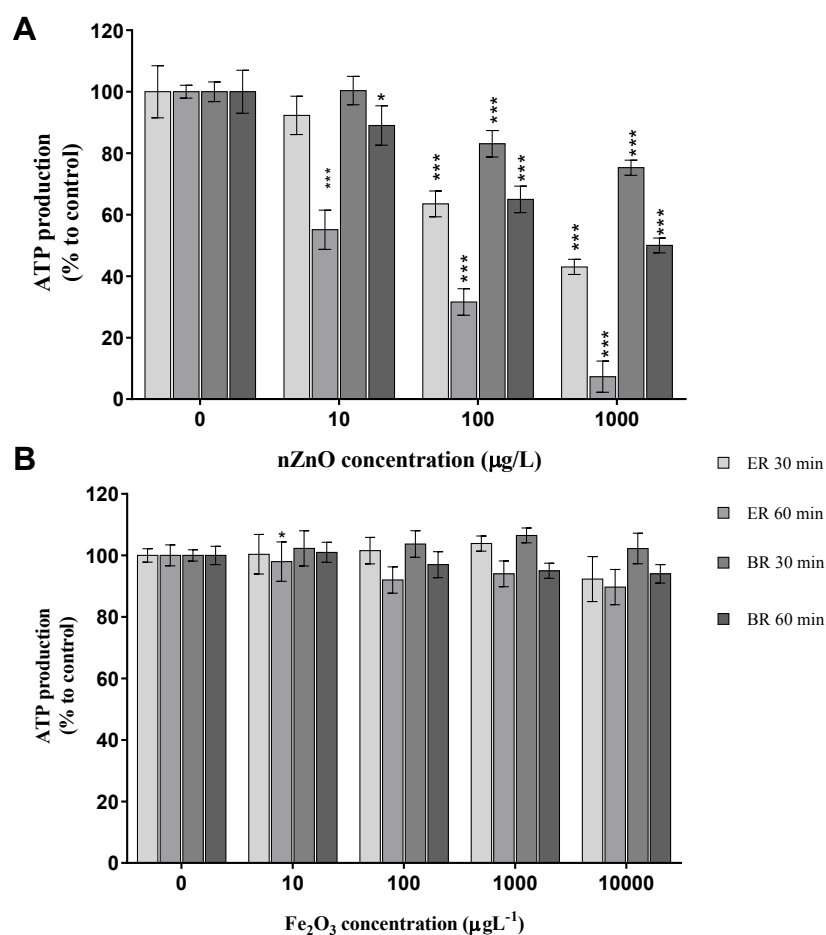 A
120
100
80
60
40
20
0
ATP production
(% to control)
***
*
***
***
***
***
***
***
***
***
0 10 100 1000
nZnO concentration (µg/L)
B
120
100
80
60
40
20
0
ATP production
(% to control)
*
0 10 100 1000 10000
Fe₂O₃ concentration (µgL⁻¹)
ER 30 min
ER 60 min
BR 30 min
BR 60 min